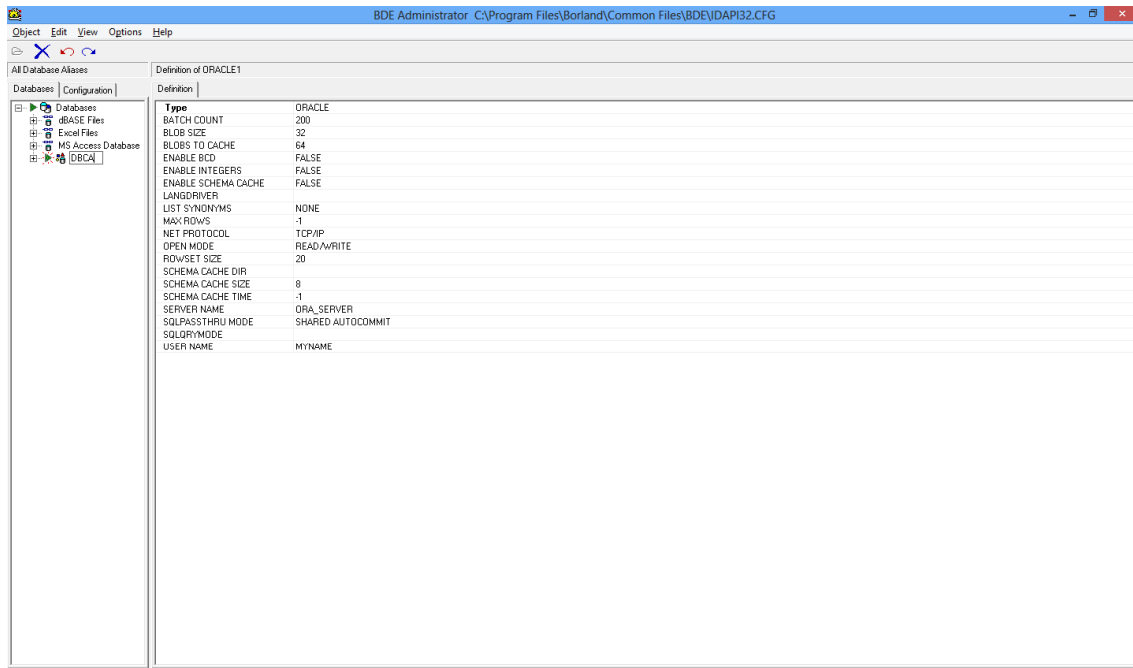 BDE Administrator C:\Program Files\Borland\Common Files\BDE\IDAPI32.CFG
Object Edit View Options Help
All Database Aliases
Definition of ORACLE1
Databases Configuration
Definition
Databases
dBASE Files
Excel Files
MS Access Database
DBCA
Type ORACLE
BATCH COUNT 200
BLOB SIZE 32
BLOBS TO CACHE 64
ENABLE BCD FALSE
ENABLE INTEGERS FALSE
ENABLE SCHEMA CACHE FALSE
LANGDRIVER
LIST SYNONYMS NONE
MAX ROWS -1
NET PROTOCOL TCP/IP
OPEN MODE READ/WRITE
ROWSET SIZE 20
SCHEMA CACHE DIR
SCHEMA CACHE SIZE 8
SCHEMA CACHE TIME -1
SERVER NAME ORA_SERVER
SQLPASSTHRU MODE SHARED AUTOCOMMIT
SQLQRYMODE
USER NAME MYNAME